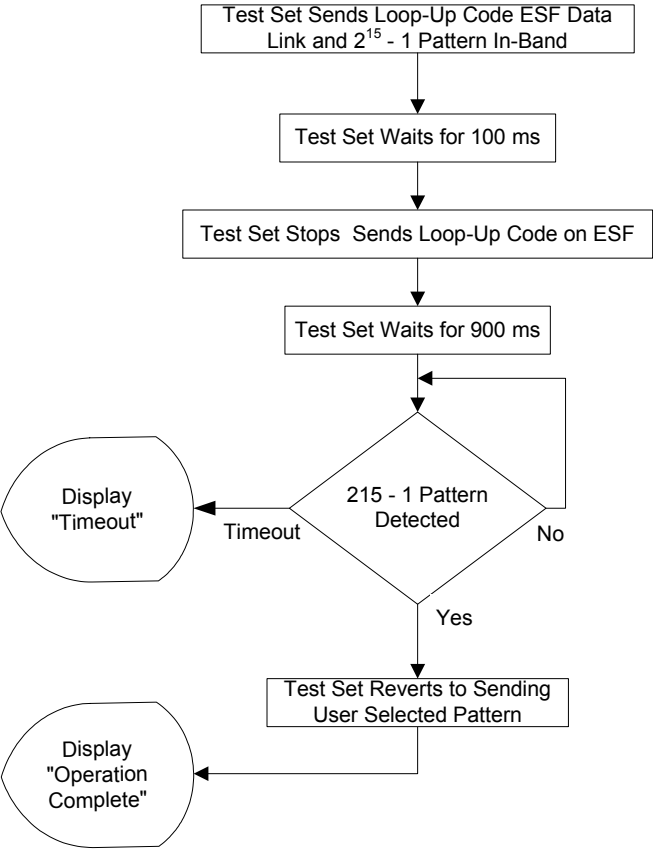 Test Set Sends Loop-Up Code ESF Data
Link and 2¹⁵ - 1 Pattern In-Band
Test Set Waits for 100 ms
Test Set Stops Sends Loop-Up Code on ESF
Test Set Waits for 900 ms
215 - 1 Pattern
Detected
Display
"Timeout"
Timeout
No
Yes
Test Set Reverts to Sending
User Selected Pattern
Display
"Operation
Complete"